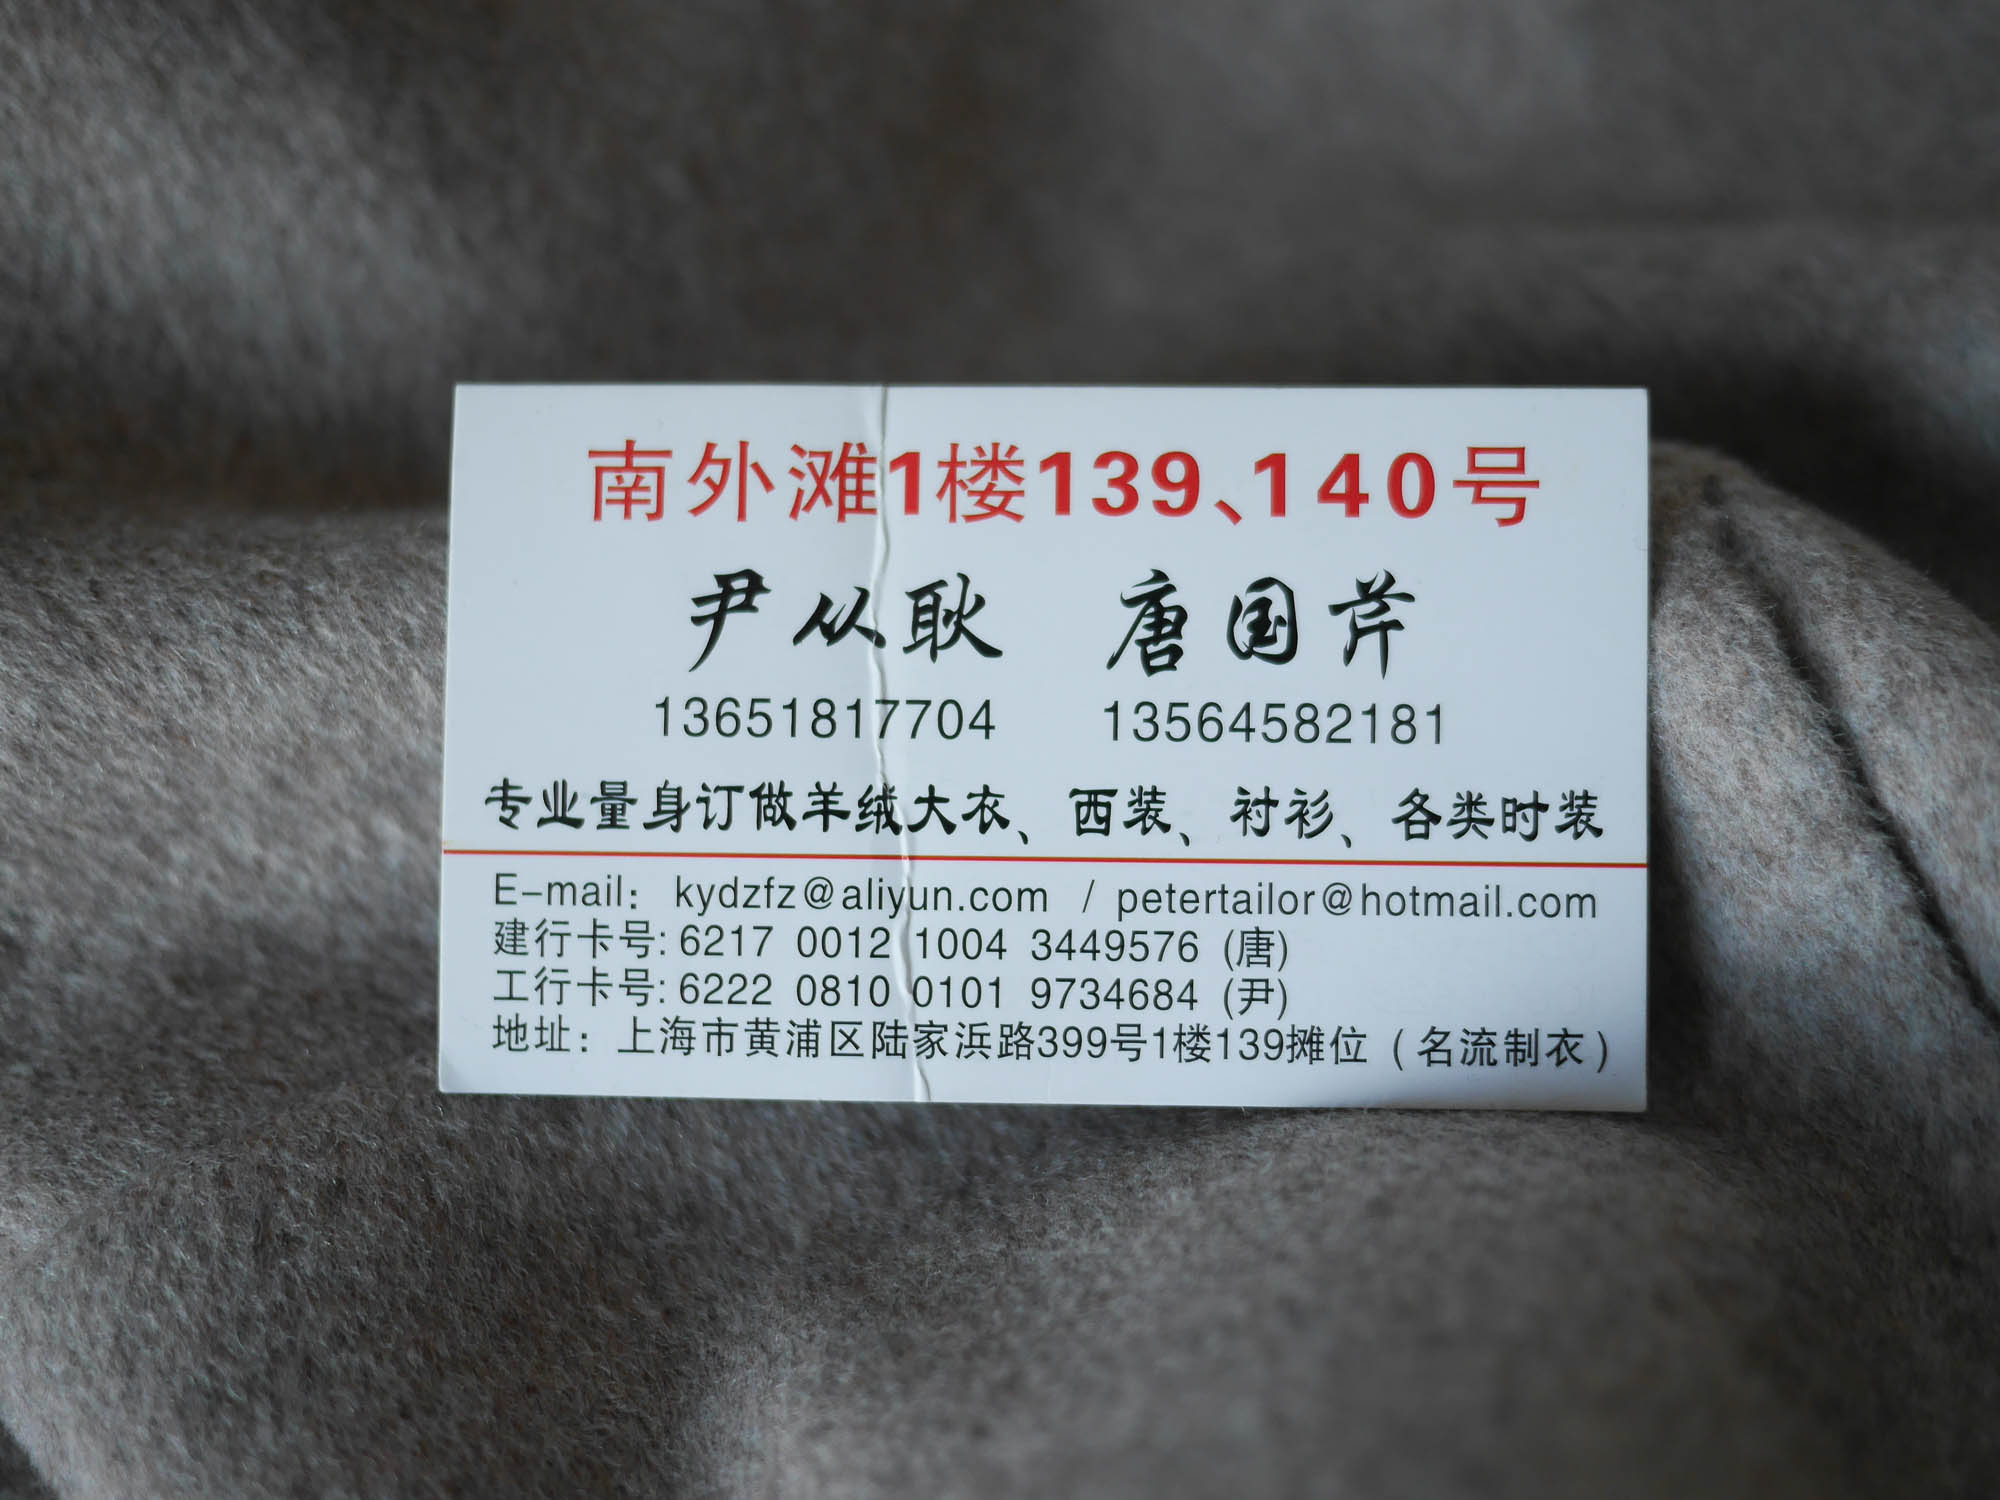 南外滩1楼139、140号
尹从耿 唐国芹
13651817704 13564582181
专业量身订做羊绒大衣、西装、衬衫、各类时装
E-mail: kydzfz@aliyun.com / petertailor@hotmail.com
建行卡号: 6217 0012 1004 3449576 (唐)
工行卡号: 6222 0810 0101 9734684 (尹)
地址：上海市黄浦区陆家浜路399号1楼139摊位（名流制衣）